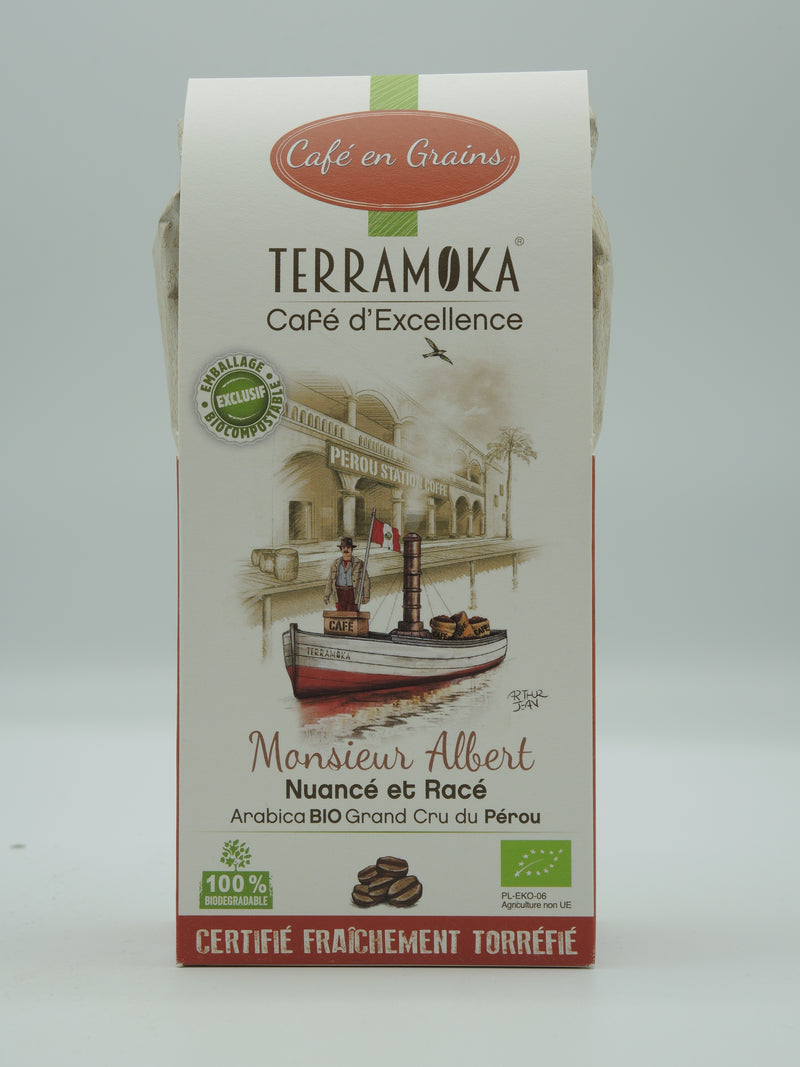 Café en Grains
TERRAMOKA®
Café d'Excellence
EMBALLAGE
EXCLUSIF
BIOCOMPOSTABLE
PEROU STATION COFFE
CAFÉ
TERRAMOKA
ARTHUR
JEAN
Monsieur Albert
Nuancé et Racé
Arabica BIO Grand Cru du Pérou
100 %
BIODEGRADABLE
PL-EKO-06
Agriculture non UE
CERTIFIÉ FRAÎCHEMENT TORRÉFIÉ